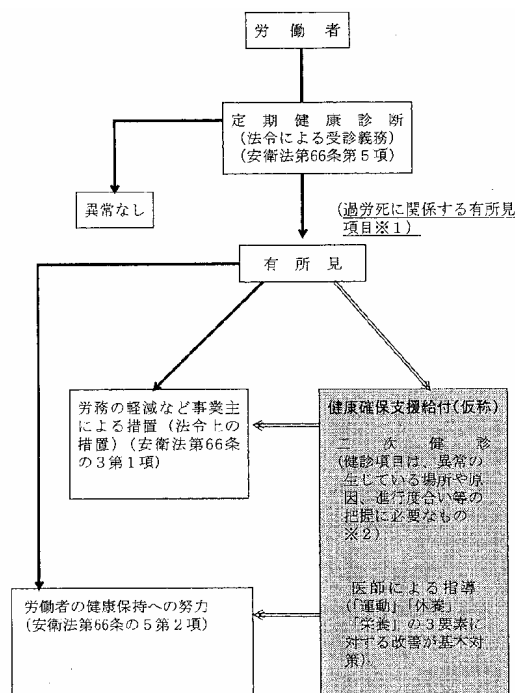 労働者
定期健康診断
(法令による受診義務)
(安衛法第66条第5項)
異常なし
(過労死に関係する有所見
項目※1)
有所見
労務の軽減など事業主
による措置（法令上の
措置）(安衛法第66条
の3第1項)
健康確保支援給付(仮称)
二次健診
(健診項目は、異常の
生している場所や原
因、進行度合い等の
把握に必要なもの
※2)
労働者の健康保持への努力
(安衛法第66条の5第2項)
医師による指導
(「運動」「休養」
「栄養」の3要素に
対する改善が基本対
策)